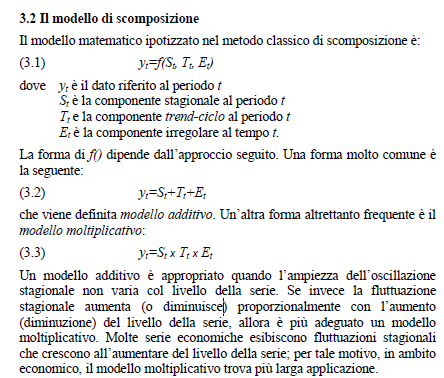 3.2 Il modello di scomposizione
Il modello matematico ipotizzato nel metodo classico di scomposizione è:
(3.1) yt=f(St, Tt, Et)
dove yt è il dato riferito al periodo t
St è la componente stagionale al periodo t
Tt e la componente trend-ciclo al periodo t
Et è la componente irregolare al tempo t.
La forma di f() dipende dall’approccio seguito. Una forma molto comune è
la seguente:
(3.2) yt=St+Tt+Et
che viene definita modello additivo. Un’altra forma altrettanto frequente è il
modello moltiplicativo:
(3.3) yt=St x Tt x Et
Un modello additivo è appropriato quando l’ampiezza dell’oscillazione
stagionale non varia col livello della serie. Se invece la fluttuazione
stagionale aumenta (o diminuisce) proporzionalmente con l’aumento
(diminuzione) del livello della serie, allora è più adeguato un modello
moltiplicativo. Molte serie economiche esibiscono fluttuazioni stagionali
che crescono all’aumentare del livello della serie; per tale motivo, in ambito
economico, il modello moltiplicativo trova più larga applicazione.